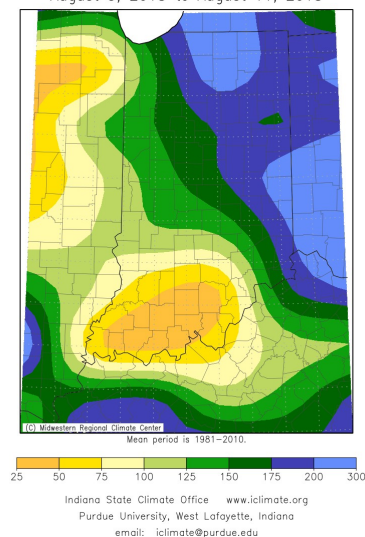 (C) Midwestern Regional Climate Center
Mean period is 1981-2010.
25 50 75 100 125 150 175 200 300
Indiana State Climate Office www.iclimate.org
Purdue University, West Lafayette, Indiana
email: iclimate@purdue.edu